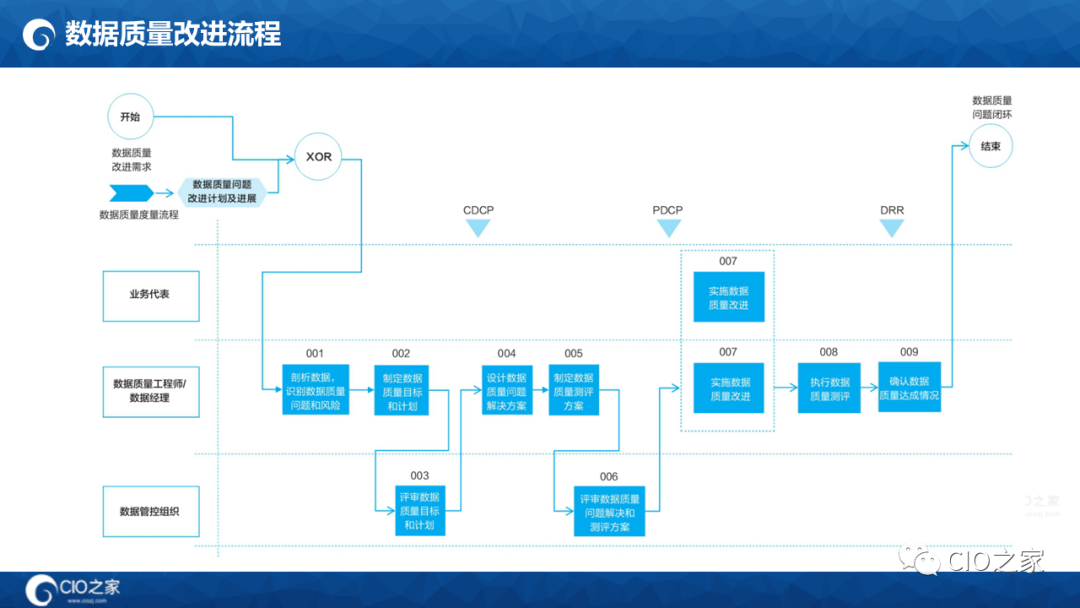 数据质量改进流程
开始
数据质量
改进需求
数据质量度量流程
数据质量问题
改进计划及进展
XOR
数据质量
问题闭环
结束
CDCP
PDCP
DRR
业务代表
007
实施数据
质量改进
数据质量工程师/
数据经理
001
剖析数据，
识别数据质量
问题和风险
002
制定数据
质量目标
和计划
004
设计数据
质量问题
解决方案
005
制定数据
质量测评
方案
007
实施数据
质量改进
008
执行数据
质量测评
009
确认数据
质量达成情况
数据管控组织
003
评审数据
质量目标
和计划
006
评审数据质量
问题解决和
测评方案
CIO之家
CIO之家
www.ciozj.com